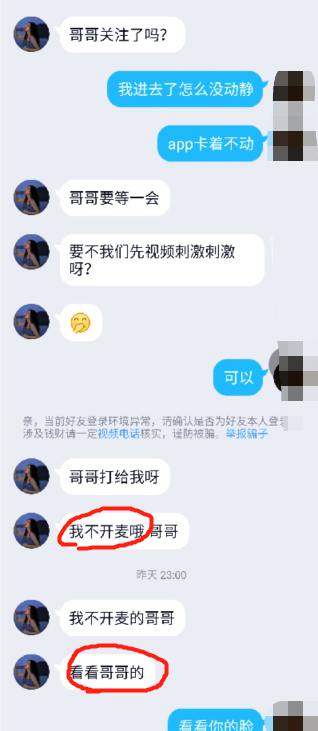 哥哥关注了吗？
我进去了怎么没动静
app卡着不动
哥哥要等一会
要不我们先视频刺激刺激
呀？
可以
亲，当前好友登录环境异常，请确认是否为好友本人登
涉及钱财请一定视频电话核实，谨防被骗。举报骗子
哥哥打给我呀
我不开麦哦 哥哥
昨天 23:00
我不开麦的哥哥
看看哥哥的
看看你的脸